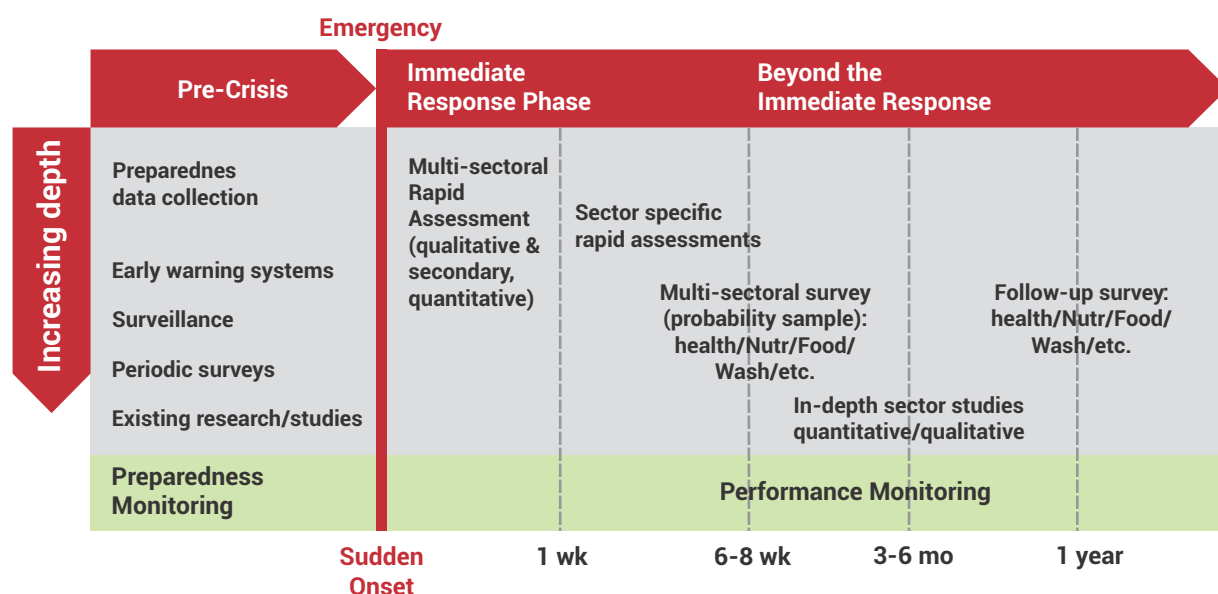 Emergency
Pre-Crisis
Immediate
Response Phase
Beyond the
Immediate Response
Increasing depth
Preparednes
data collection
Early warning systems
Surveillance
Periodic surveys
Existing research/studies
Multi-sectoral
Rapid
Assessment
(qualitative &
secondary,
quantitative)
Sector specific
rapid assessments
Multi-sectoral survey
(probability sample):
health/Nutr/Food/
Wash/etc.
In-depth sector studies
quantitative/qualitative
Follow-up survey:
health/Nutr/Food/
Wash/etc.
Preparedness
Monitoring
Performance Monitoring
Sudden
Onset
1 wk
6-8 wk
3-6 mo
1 year